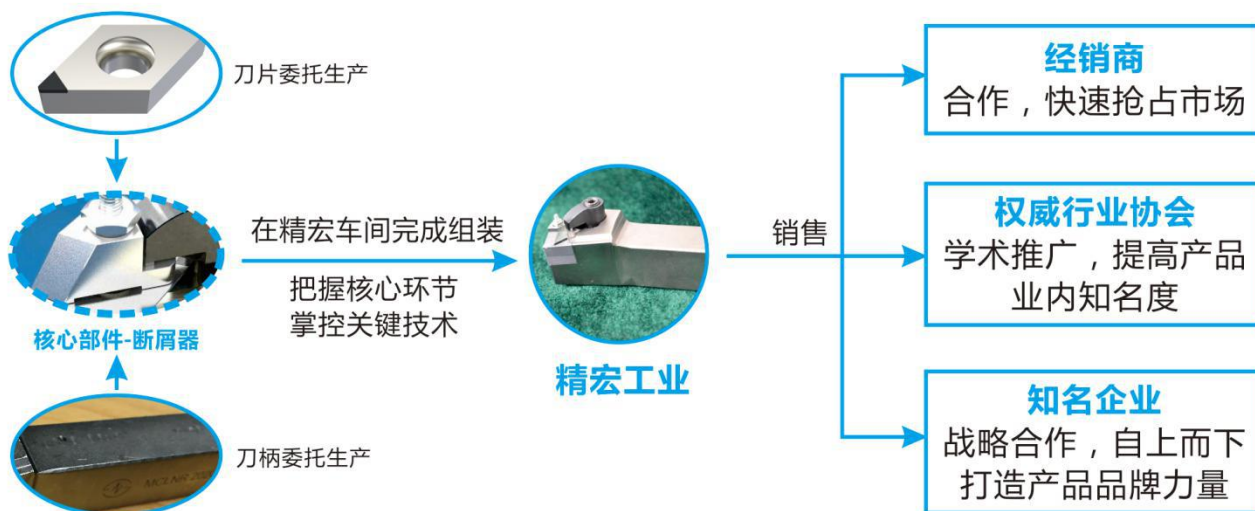 刀片委托生产
核心部件-断屑器
刀柄委托生产
在精宏车间完成组装
把握核心环节
掌控关键技术
精宏工业
销售
经销商
合作，快速抢占市场
权威行业协会
学术推广，提高产品
业内知名度
知名企业
战略合作，自上而下
打造产品品牌力量